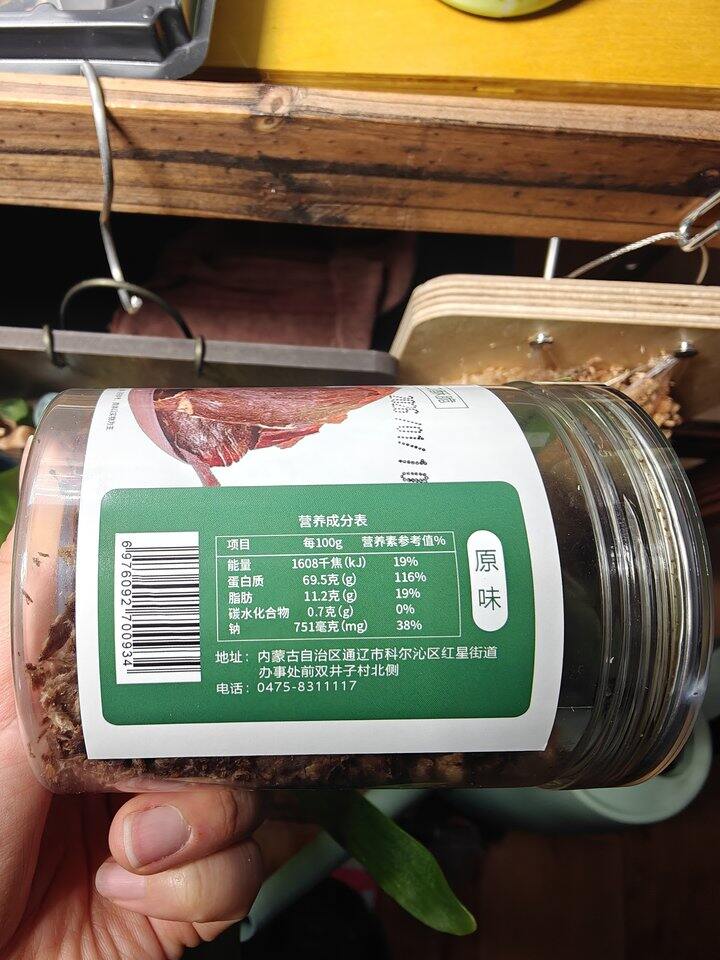 营养成分表
项目 每100g 营养素参考值%
能量 1608千焦(kJ) 19%
蛋白质 69.5克(g) 116%
脂肪 11.2克(g) 19%
碳水化合物 0.7克(g) 0%
钠 751毫克(mg) 38%
原味
地址：内蒙古自治区通辽市科尔沁区红星街道
办事处前双井子村北侧
电话：0475-8311117
6976092700934